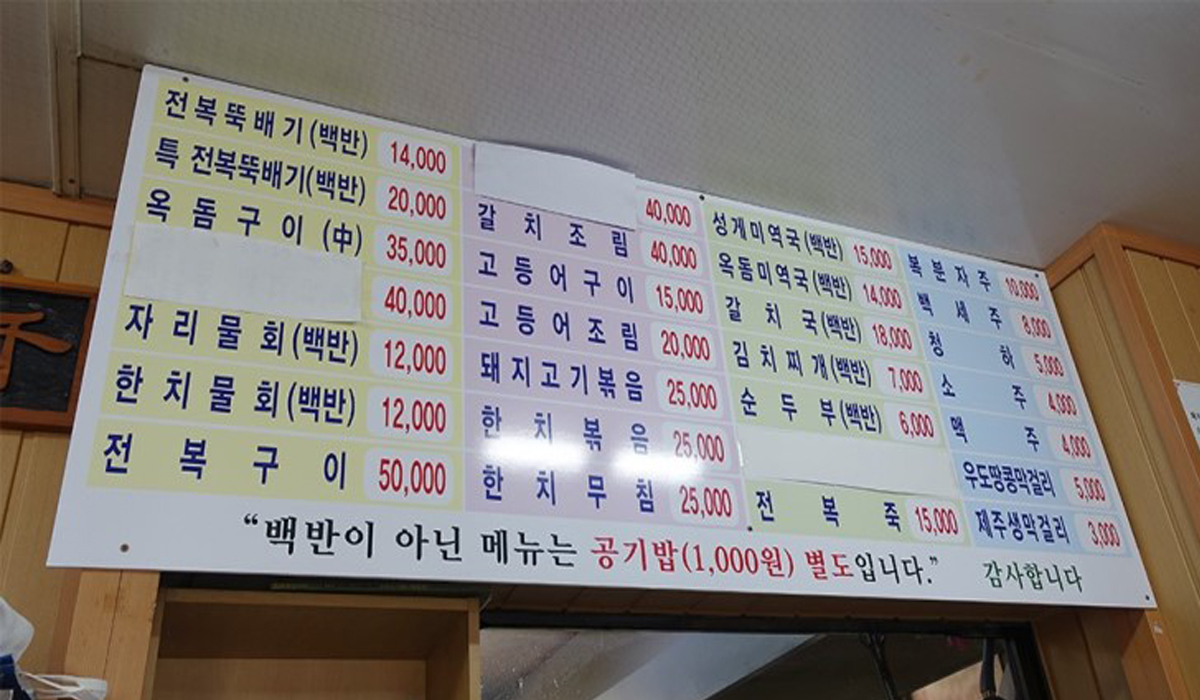 전복뚝배기(백반) 14,000
특 전복뚝배기(백반) 20,000
옥돔구이 (中) 35,000
40,000
자리물회(백반) 12,000
한치물회(백반) 12,000
전복구이 50,000
40,000
갈치조림 40,000
고등어구이 15,000
고등어조림 20,000
돼지고기볶음 25,000
한치볶음 25,000
한치무침 25,000
성게미역국(백반) 15,000
옥돔미역국(백반) 14,000
갈치국(백반) 18,000
김치찌개(백반) 7,000
순두부(백반) 6,000
전복죽 15,000
복분자주 10,000
백세주 8,000
청하 5,000
소주 4,000
맥주 4,000
우도땅콩막걸리 5,000
제주생막걸리 3,000
“백반이 아닌 메뉴는 공기밥(1,000원) 별도입니다.” 감사합니다